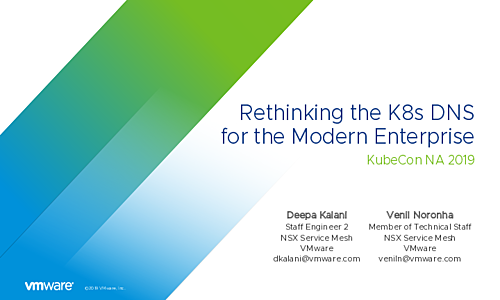 Rethinking the K8s DNS
for the Modern Enterprise
KubeCon NA 2019
Deepa Kalani
Staff Engineer 2
NSX Service Mesh
VMware
dkalani@vmware.com
Venil Noronha
Member of Technical Staff
NSX Service Mesh
VMware
veniln@vmware.com
vmware®
©2019 VMware, Inc.